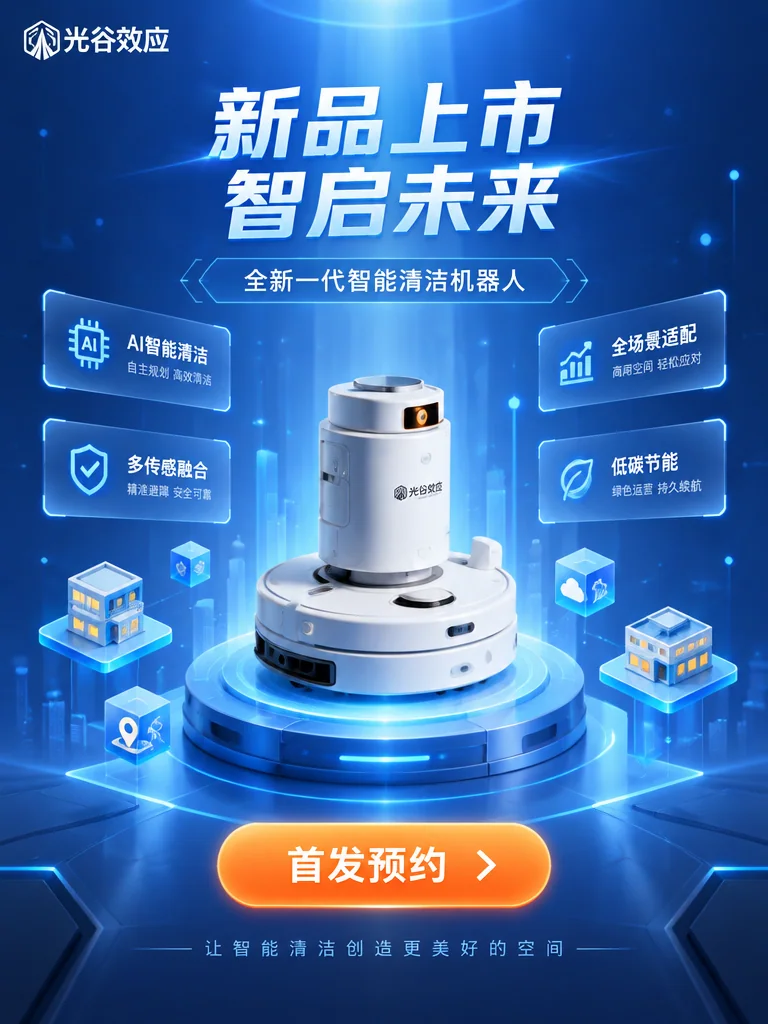 光谷效应
新品上市
智启未来
全新一代智能清洁机器人
AI
AI智能清洁
自主规划 高效清洁
全场景适配
商用空间 轻松应对
多传感融合
精准避障 安全可靠
低碳节能
绿色运营 持久续航
光谷效应
首发预约
让智能清洁创造更美好的空间